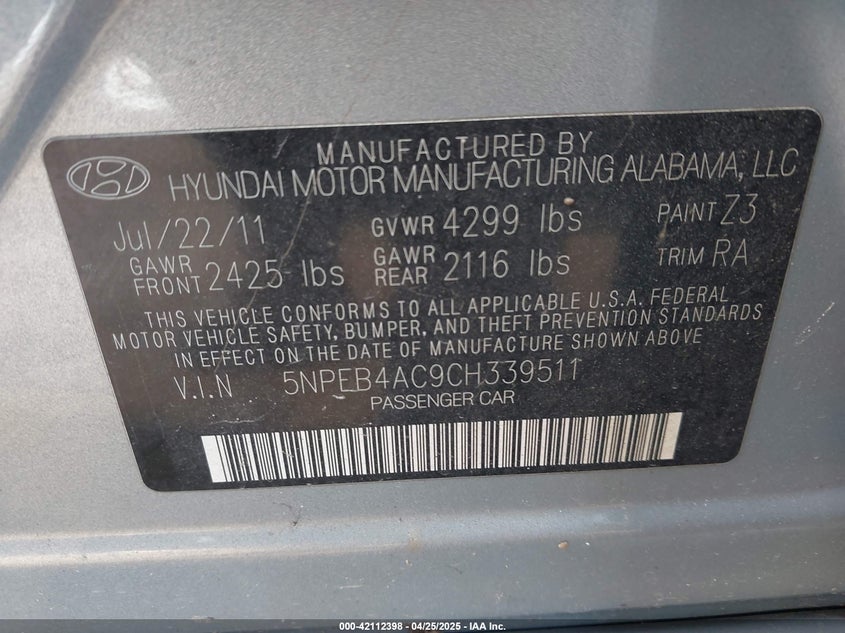 MANUFACTURED BY
HYUNDAI MOTOR MANUFACTURING ALABAMA, LLC
Jul/22/11 GVWR 4299 lbs PAINT Z3
GAWR FRONT 2425 lbs GAWR REAR 2116 lbs TRIM RA
THIS VEHICLE CONFORMS TO ALL APPLICABLE U.S.A. FEDERAL
MOTOR VEHICLE SAFETY, BUMPER, AND THEFT PREVENTION STANDARDS
IN EFFECT ON THE DATE OF MANUFACTURE SHOWN ABOVE
V.I.N 5NPEB4AC9CH339511
PASSENGER CAR
000-42112398 - 04/25/2025 - IAA Inc.